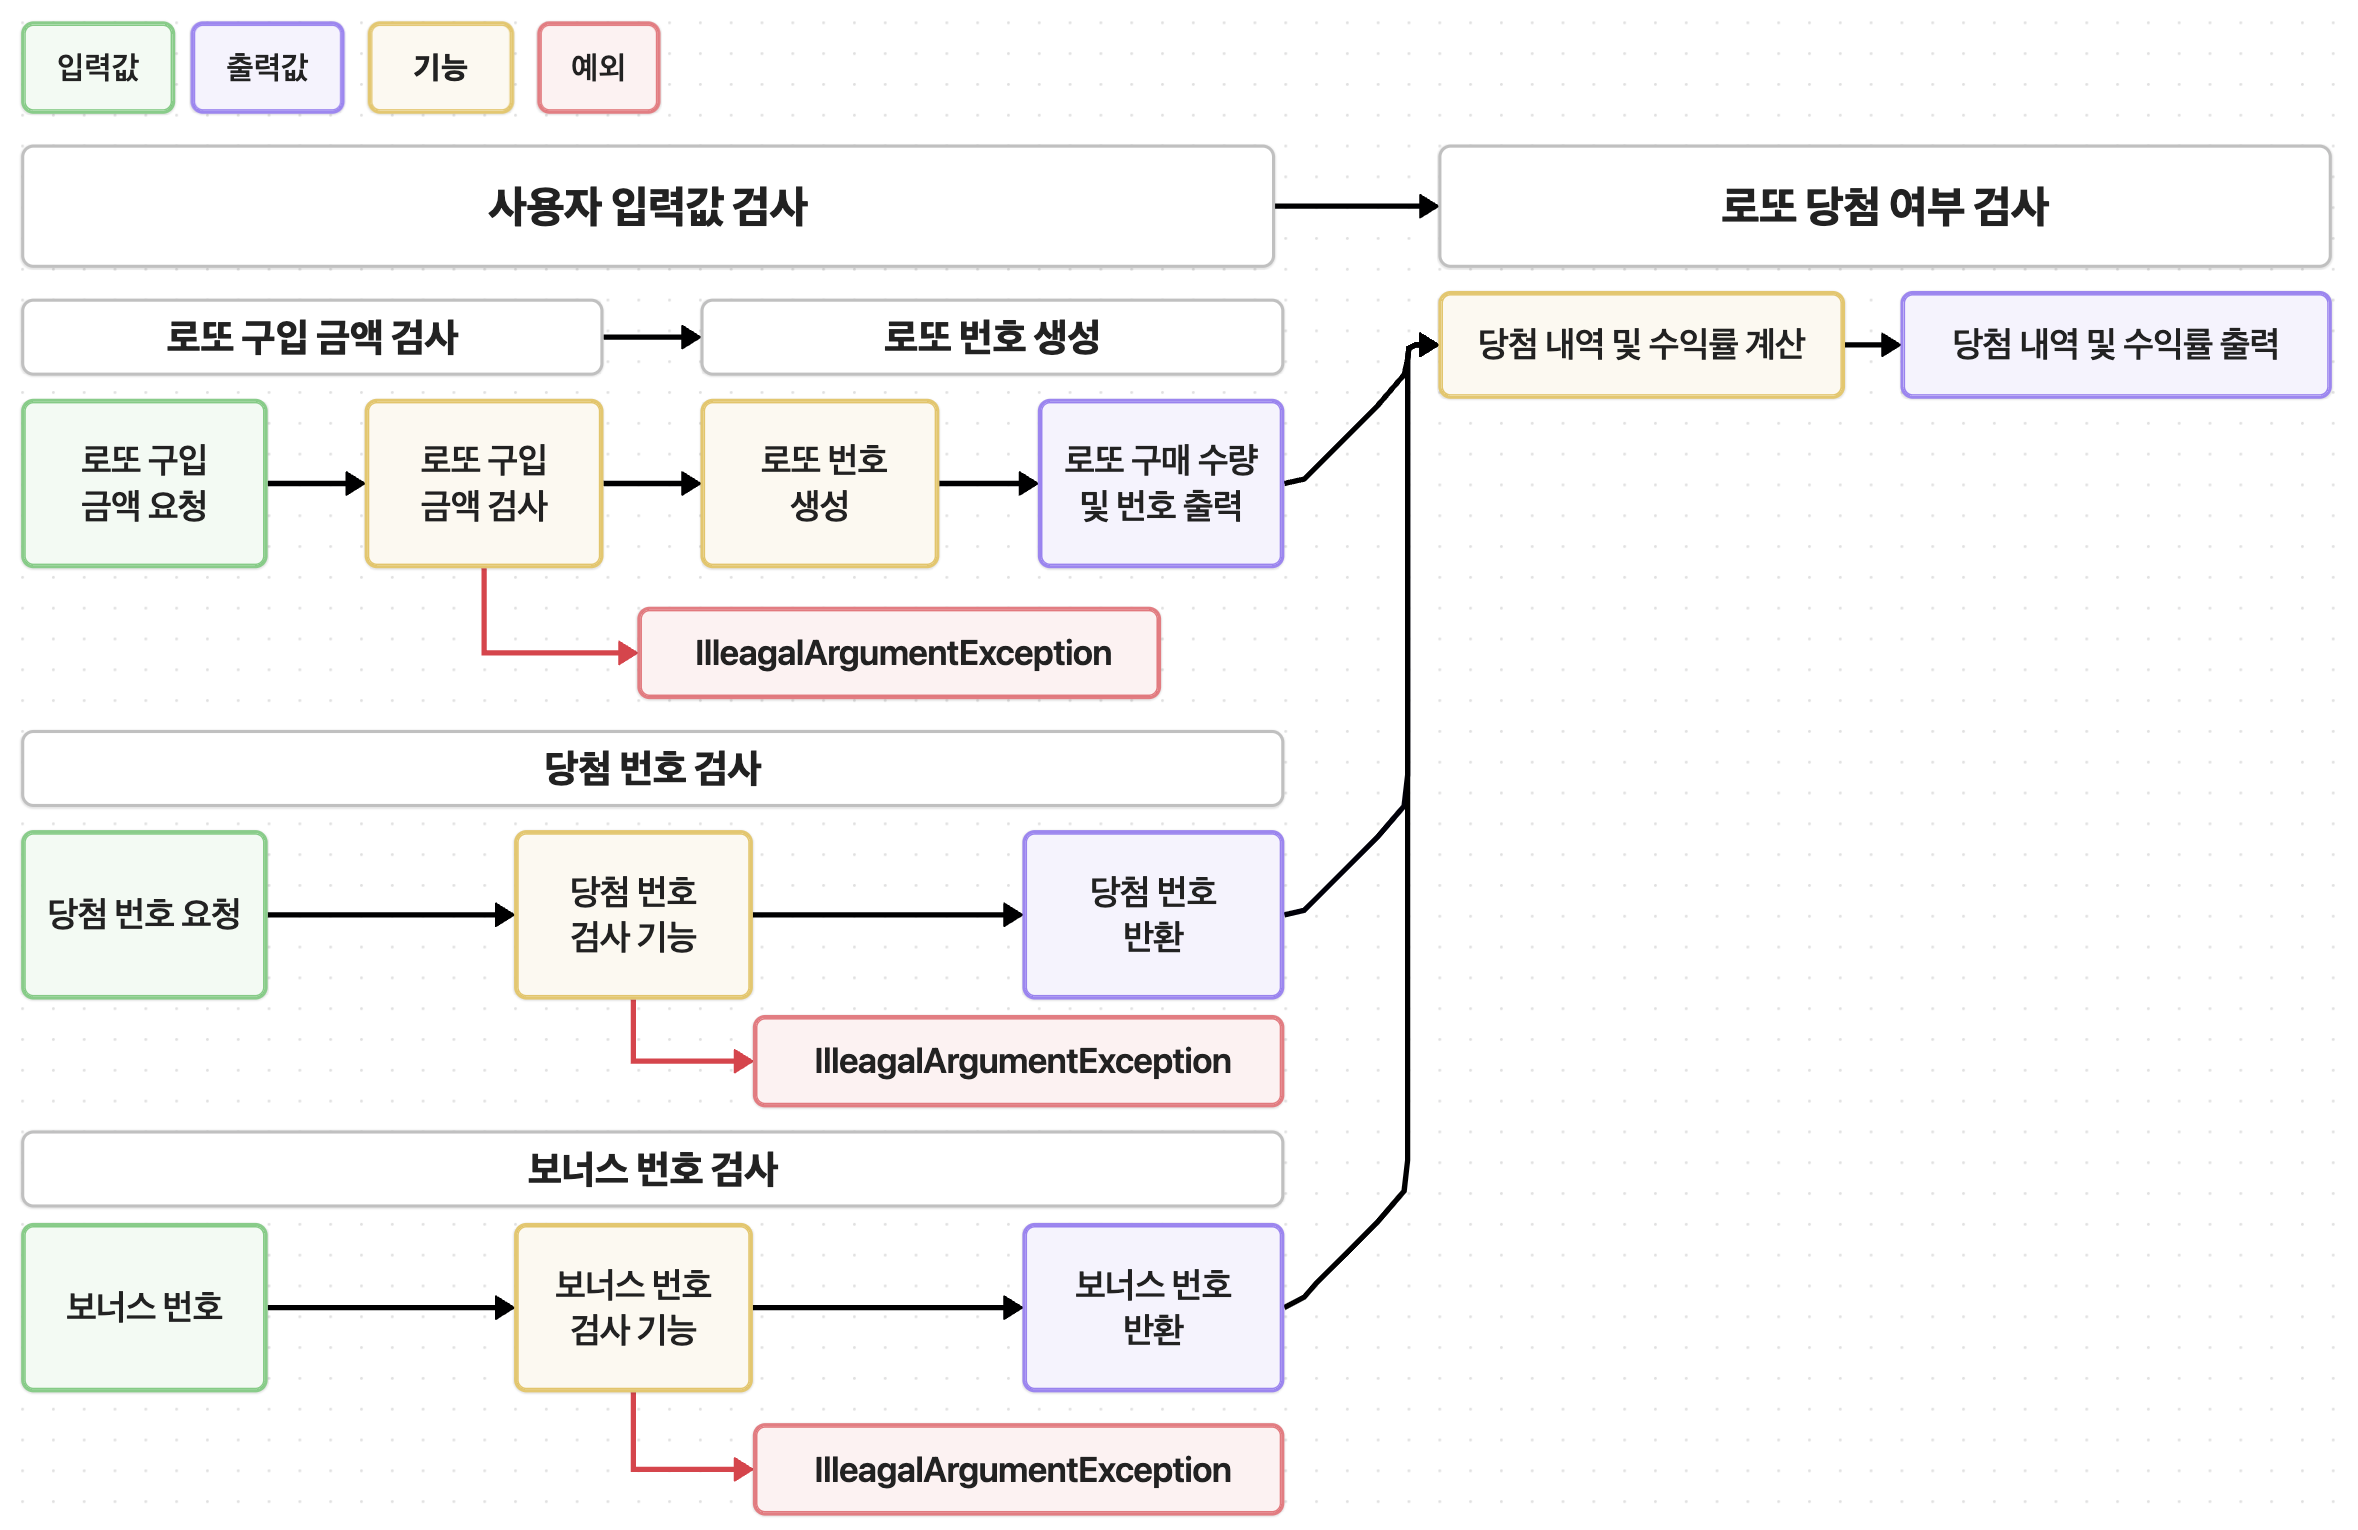 입력값
출력값
기능
예외
사용자 입력값 검사
로또 당첨 여부 검사
로또 구입 금액 검사
로또 번호 생성
당첨 내역 및 수익률 계산
당첨 내역 및 수익률 출력
로또 구입
금액 요청
로또 구입
금액 검사
로또 번호
생성
로또 구매 수량
및 번호 출력
IlleagalArgumentException
당첨 번호 검사
당첨 번호 요청
당첨 번호
검사 기능
당첨 번호
반환
IlleagalArgumentException
보너스 번호 검사
보너스 번호
보너스 번호
검사 기능
보너스 번호
반환
IlleagalArgumentException